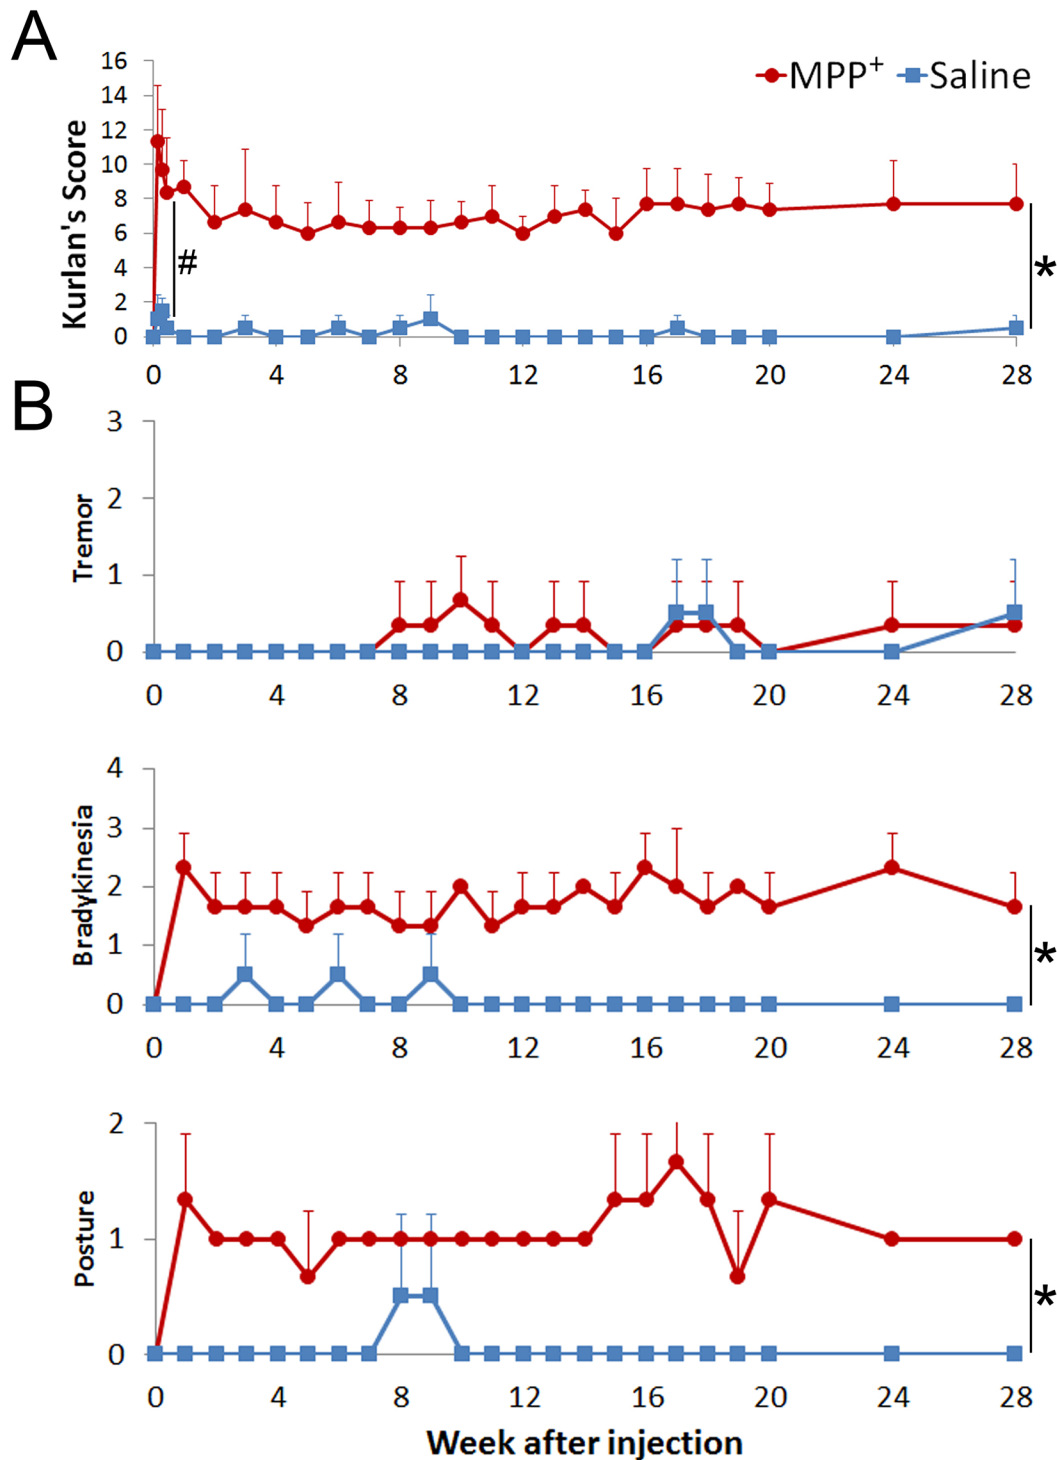 A
16
14
12
10
8
6
4
2
0
Kurlan's Score
MPP⁺ Saline
#
*
0 4 8 12 16 20 24 28
B
3
2
1
0
Tremor
0 4 8 12 16 20 24 28
4
3
2
1
0
Bradykinesia
*
0 4 8 12 16 20 24 28
2
1
0
Posture
*
0 4 8 12 16 20 24 28
Week after injection